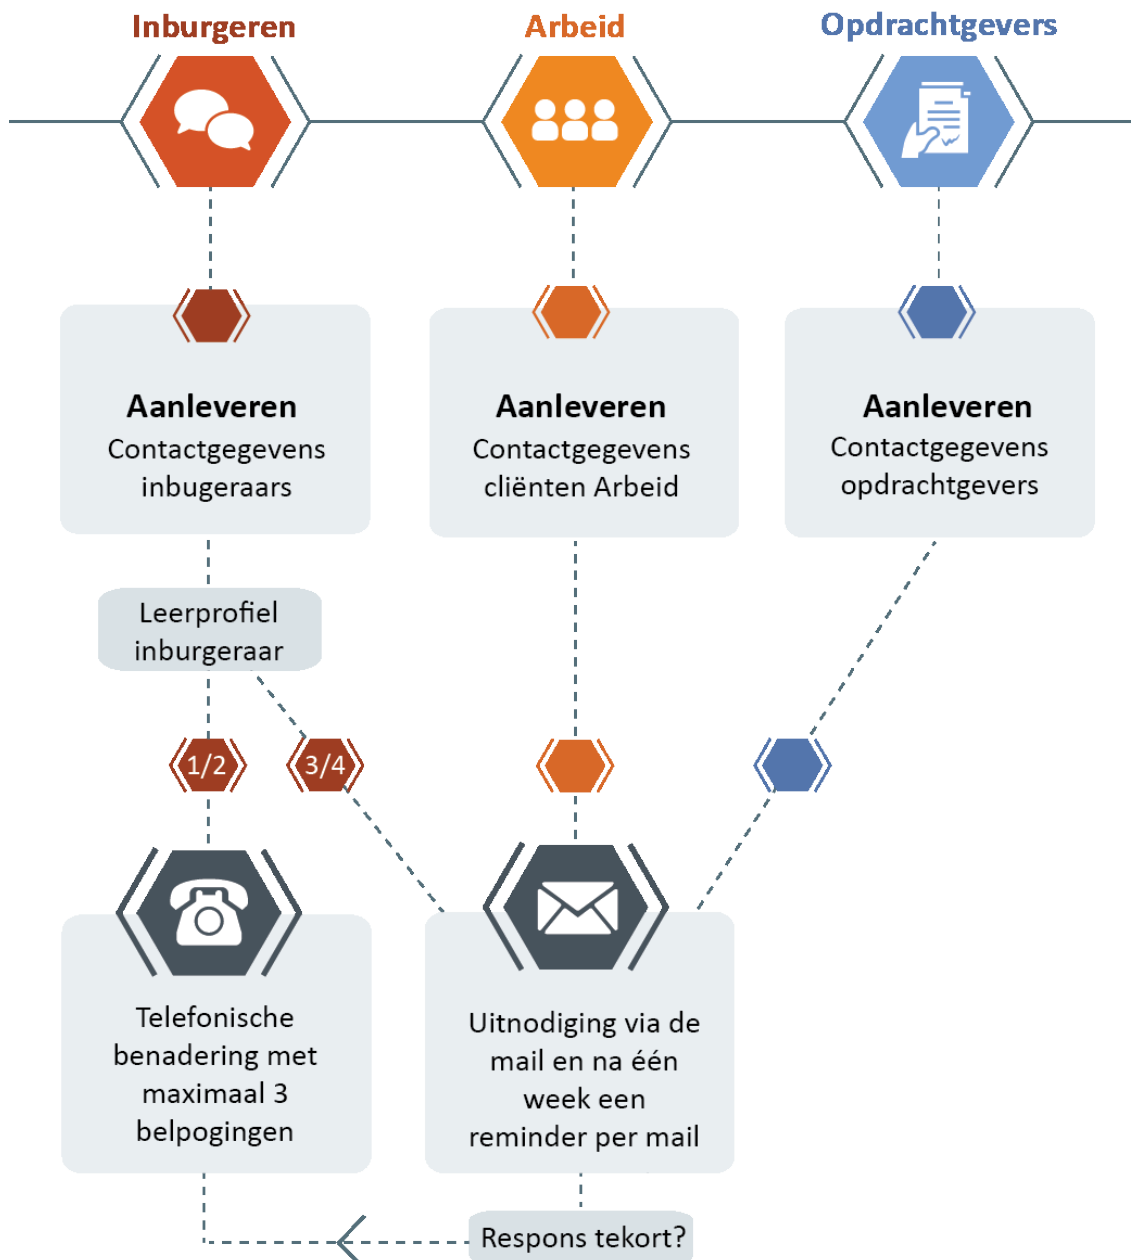 Inburgeren
Arbeid
Opdrachtgevers
Aanleveren
Contactgegevens
inbugeraars
Aanleveren
Contactgegevens
cliënten Arbeid
Aanleveren
Contactgegevens
opdrachtgevers
Leerprofiel
inburgeraar
1/2
3/4
Telefonische
benadering met
maximaal 3
belpogingen
Uitnodiging via de
mail en na één
week een
reminder per mail
Respons tekort?